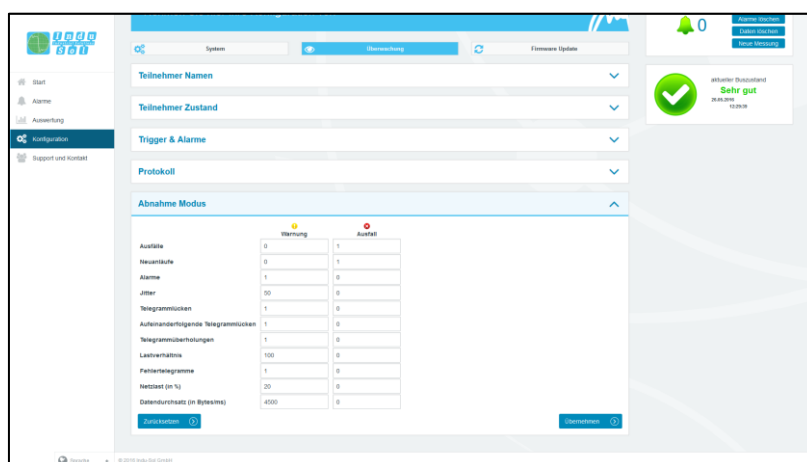 Indu
Sol
Start
Alarme
Auswertung
Konfiguration
Support und Kontakt
System
Überwachung
Firmware Update
Teilnehmer Namen
Teilnehmer Zustand
Trigger & Alarme
Protokoll
Abnahme Modus
Warnung Ausfall
Ausfälle 0 1
Neuanläufe 0 1
Alarme 1 0
Jitter 50 0
Telegrammlücken 1 0
Aufeinanderfolgende Telegrammlücken 1 0
Telegrammüberholungen 1 0
Lastverhältnis 100 0
Fehlertelegramme 1 0
Netzlast (in %) 20 0
Datendurchsatz (in Bytes/ms) 4500 0
Zurücksetzen
Übernehmen
0
Alarme löschen
Daten löschen
Neue Messung
aktueller Buszustand
Sehr gut
Sprache